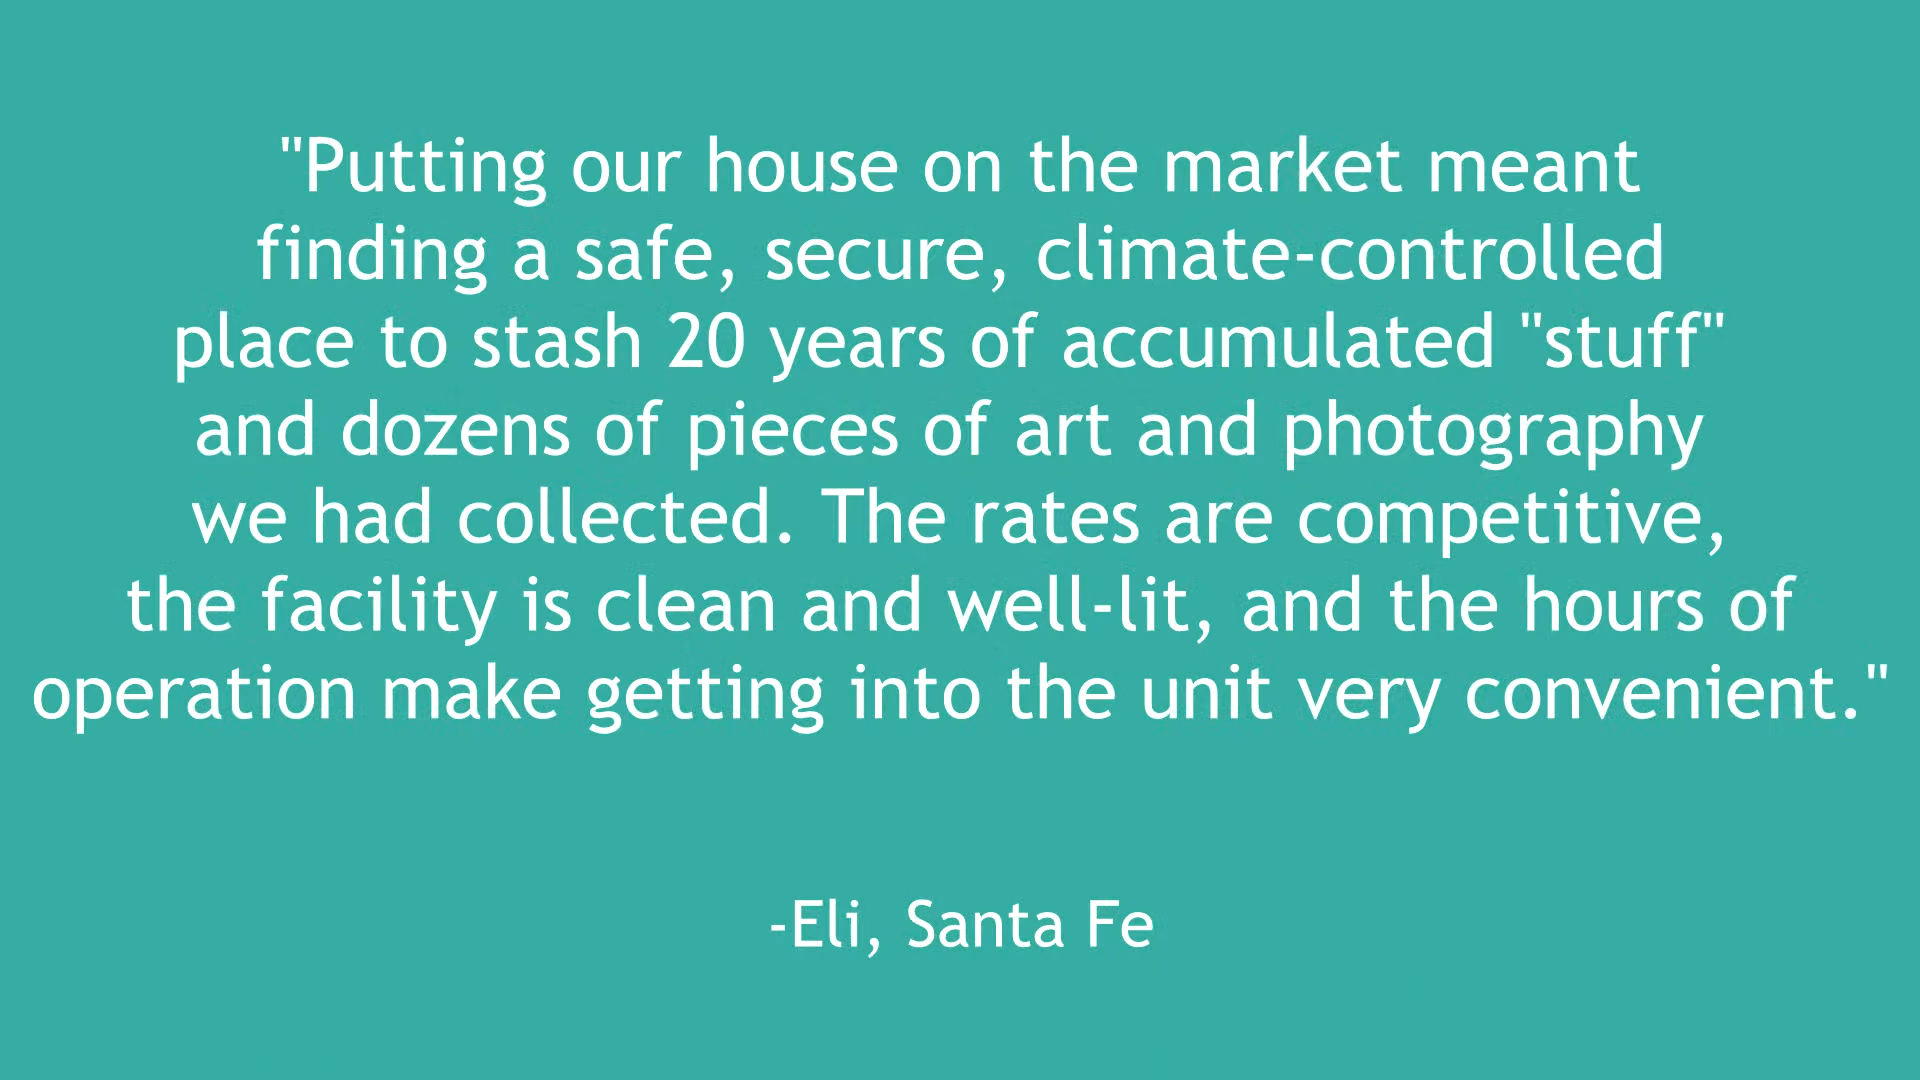 "Putting our house on the market meant
finding a safe, secure, climate-controlled
place to stash 20 years of accumulated "stuff"
and dozens of pieces of art and photography
we had collected. The rates are competitive,
the facility is clean and well-lit, and the hours of
operation make getting into the unit very convenient."
-Eli, Santa Fe